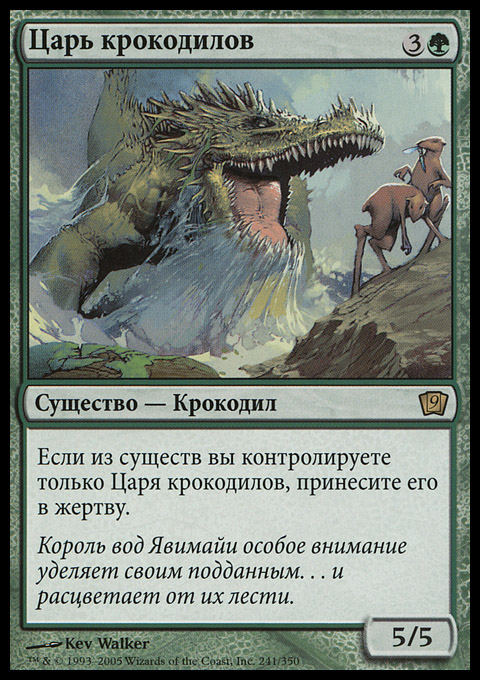 Царь крокодилов
3
Существо — Крокодил
9
Если из существ вы контролируете
только Царя крокодилов, принесите его
в жертву.
Король вод Явимайи особое внимание
уделяет своим подданным. . . и
расцветает от их лести.
5/5
Kev Walker
™ & © 1993–2005 Wizards of the Coast, Inc. 241/350